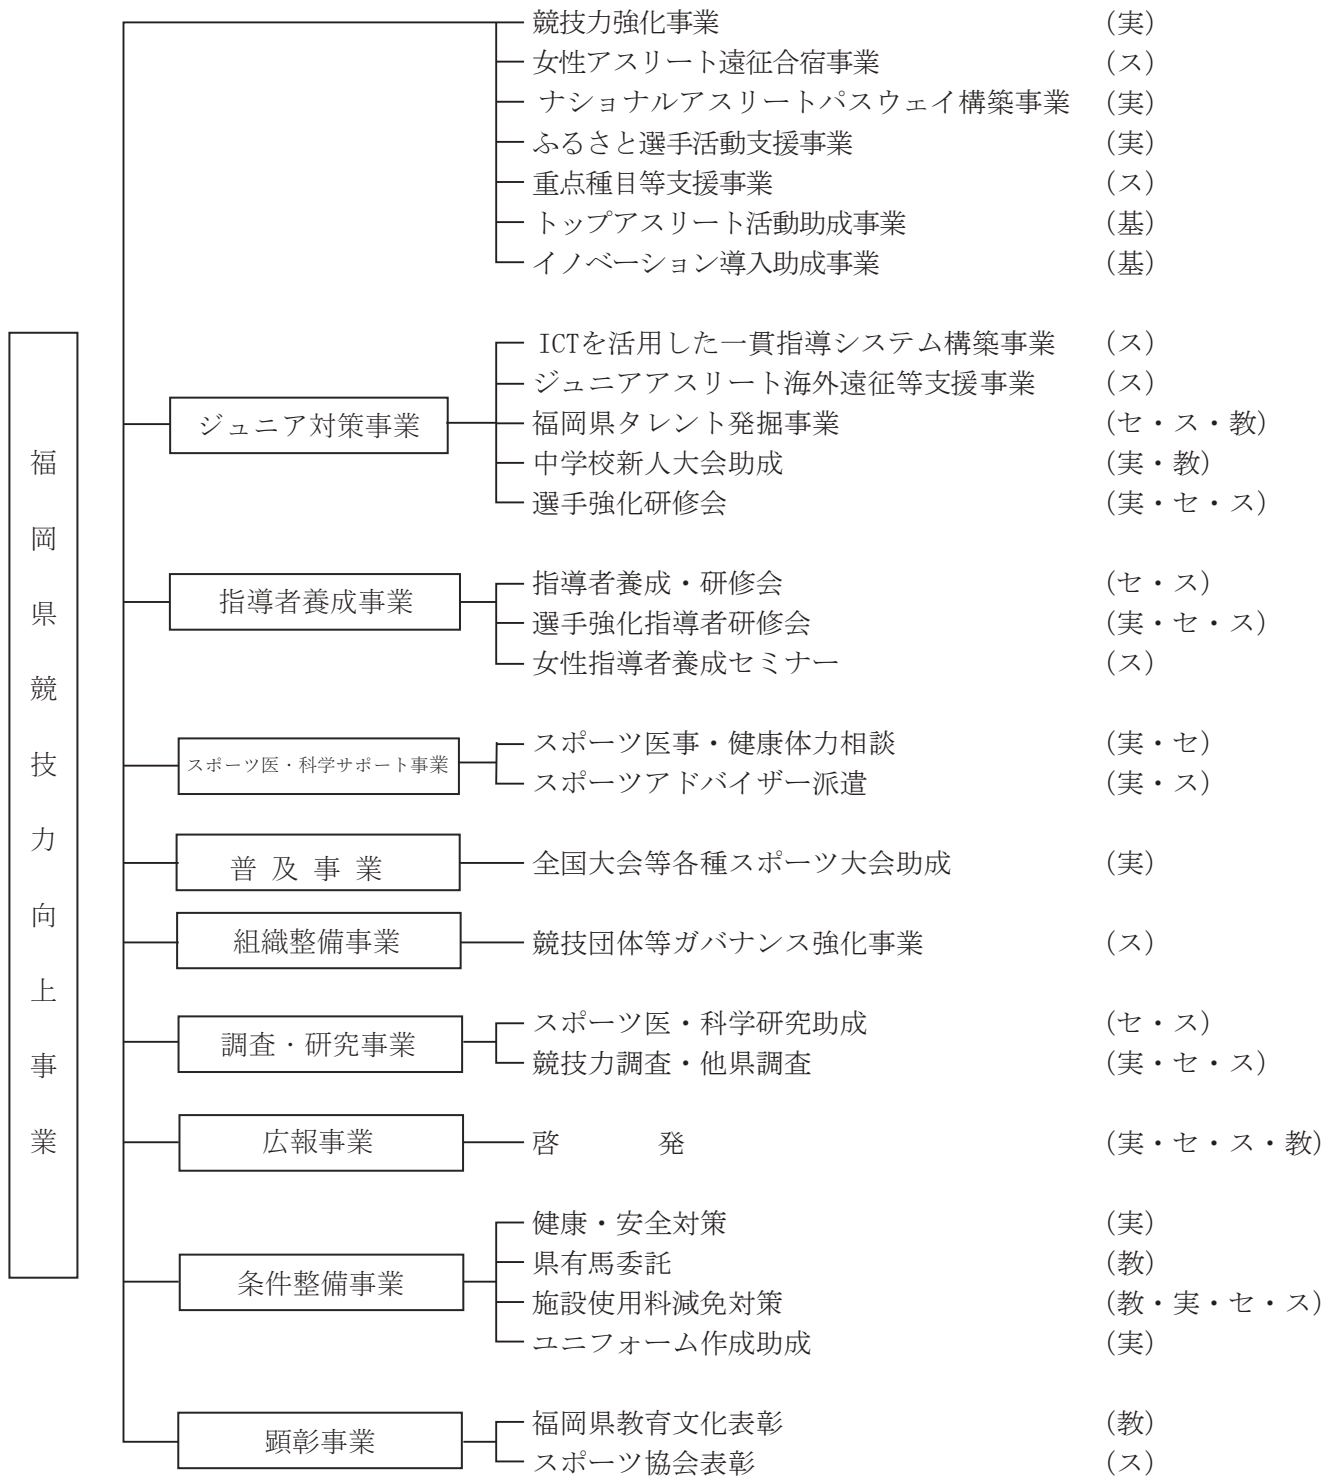 福岡県競技力向上事業
競技力強化事業 (実)
女性アスリート遠征合宿事業 (ス)
ナショナルアスリートパスウェイ構築事業 (実)
ふるさと選手活動支援事業 (実)
重点種目等支援事業 (ス)
トップアスリート活動助成事業 (基)
イノベーション導入助成事業 (基)
ジュニア対策事業
ICTを活用した一貫指導システム構築事業 (ス)
ジュニアアスリート海外遠征等支援事業 (ス)
福岡県タレント発掘事業 (セ・ス・教)
中学校新人大会助成 (実・教)
選手強化研修会 (実・セ・ス)
指導者養成事業
指導者養成・研修会 (セ・ス)
選手強化指導者研修会 (実・セ・ス)
女性指導者養成セミナー (ス)
スポーツ医・科学サポート事業
スポーツ医事・健康体力相談 (実・セ)
スポーツアドバイザー派遣 (実・ス)
普及事業
全国大会等各種スポーツ大会助成 (実)
組織整備事業
競技団体等ガバナンス強化事業 (ス)
調査・研究事業
スポーツ医・科学研究助成 (セ・ス)
競技力調査・他県調査 (実・セ・ス)
広報事業
啓 発 (実・セ・ス・教)
条件整備事業
健康・安全対策 (実)
県有馬委託 (教)
施設使用料減免対策 (教・実・セ・ス)
ユニフォーム作成助成 (実)
顕彰事業
福岡県教育文化表彰 (教)
スポーツ協会表彰 (ス)